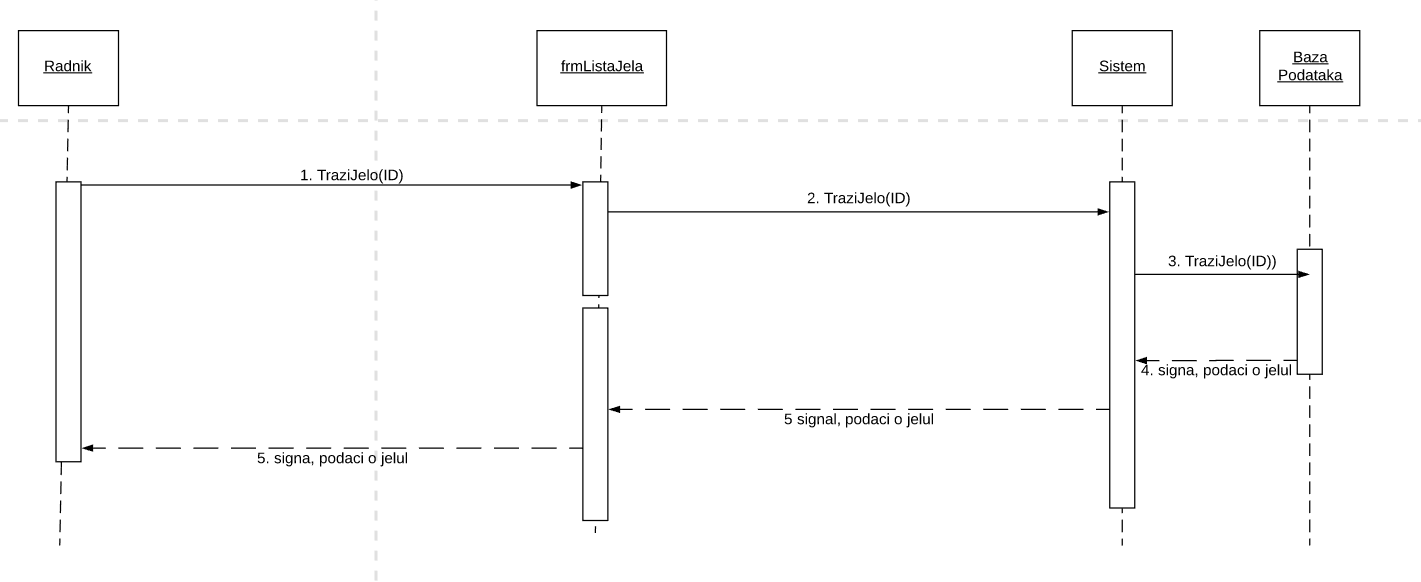 Radnik
frmListaJela
Sistem
Baza
Podataka
1. TraziJelo(ID)
2. TraziJelo(ID)
3. TraziJelo(ID))
4. signa, podaci o jelul
5 signal, podaci o jelul
5. signa, podaci o jelul